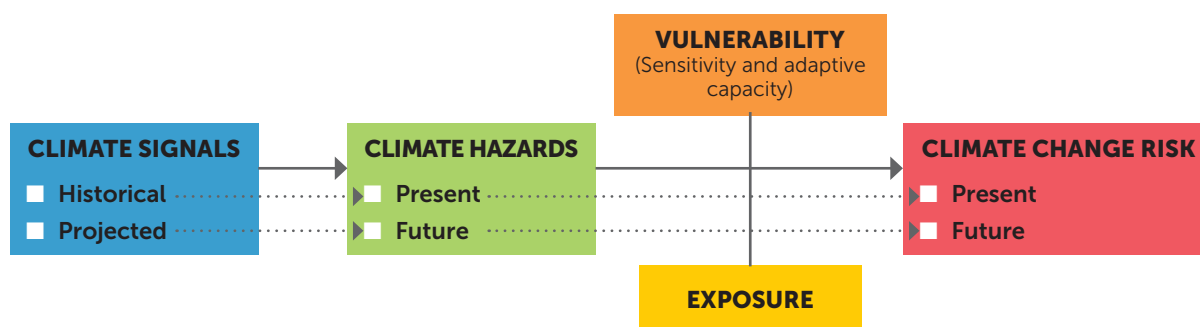 VULNERABILITY
(Sensitivity and adaptive
capacity)
CLIMATE SIGNALS
Historical
Projected
CLIMATE HAZARDS
Present
Future
CLIMATE CHANGE RISK
Present
Future
EXPOSURE